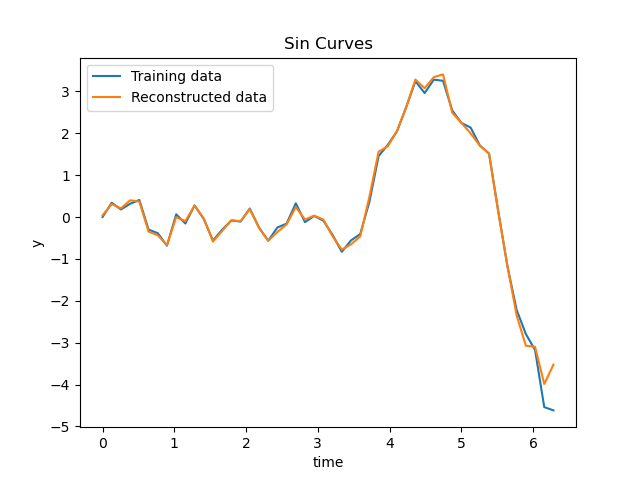 Sin Curves
Training data
Reconstructed data
3
2
1
0
−1
−2
−3
−4
−5
y
0 1 2 3 4 5 6
time